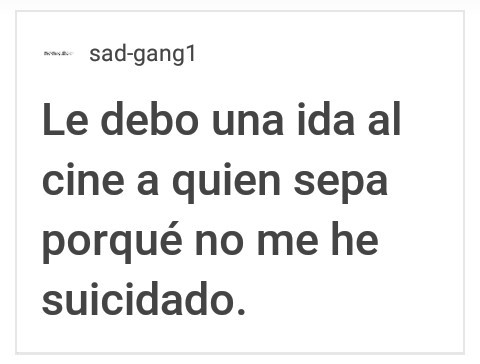 sad-gang1
Le debo una ida al
cine a quien sepa
porqué no me he
suicidado.